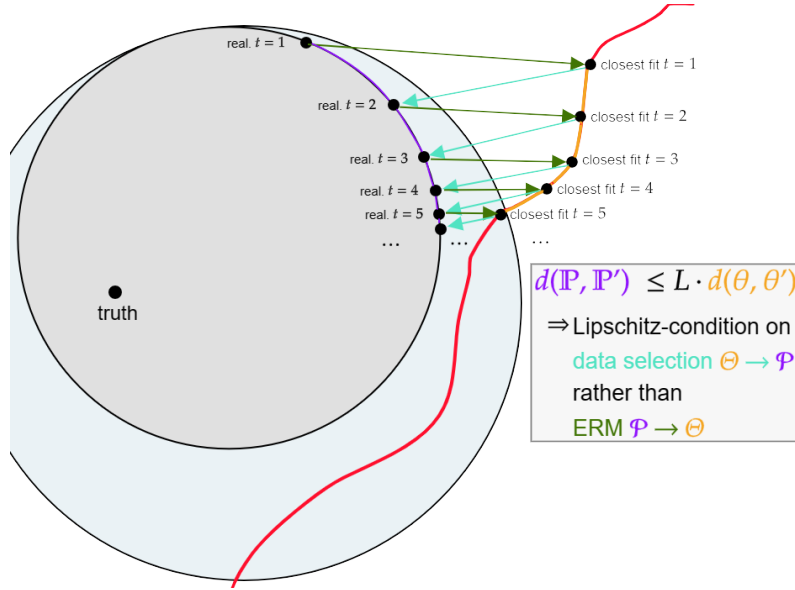 real. t = 1
closest fit t = 1
real. t = 2
closest fit t = 2
real. t = 3
closest fit t = 3
real. t = 4
closest fit t = 4
real. t = 5
closest fit t = 5
... ... ...
truth
d(ℙ, ℙ′) ≤ L · d(θ, θ′)
⇒ Lipschitz-condition on
data selection Θ → 𝒫
rather than
ERM 𝒫 → Θ